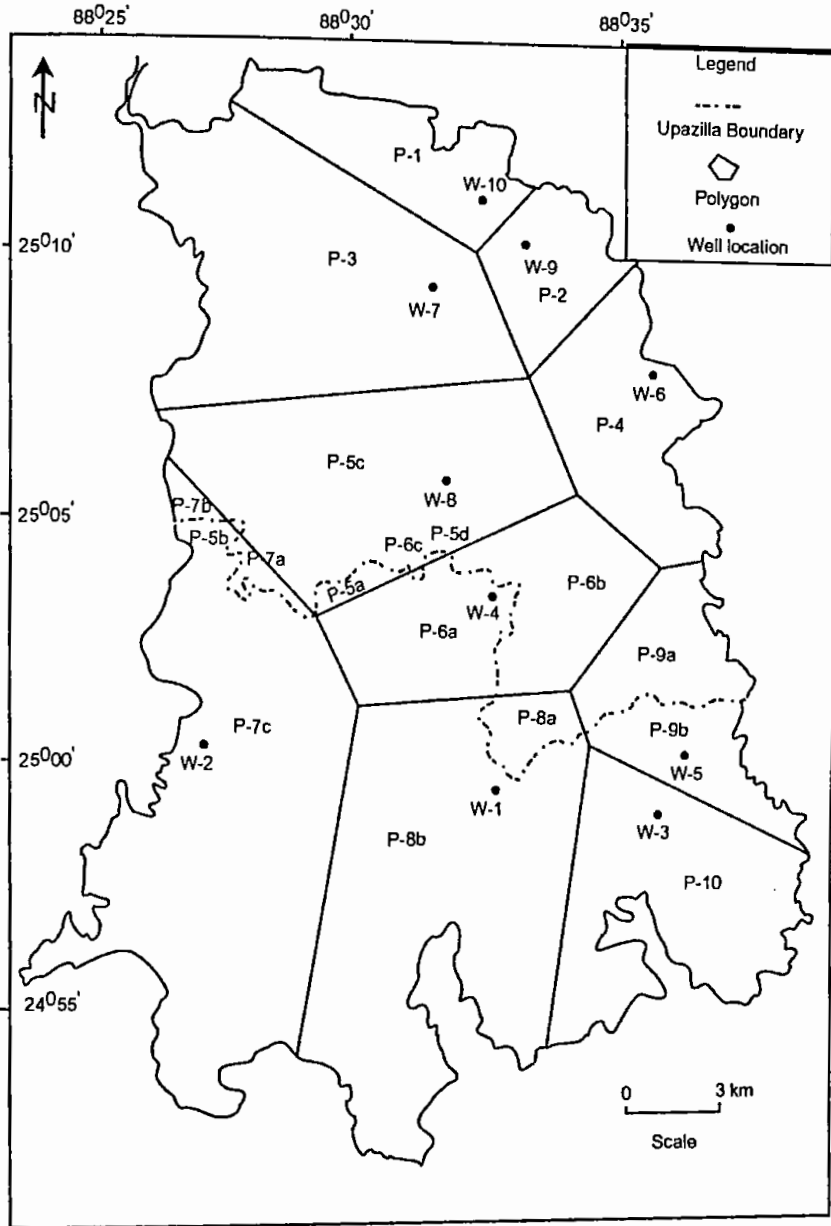 88⁰25'
88⁰30'
88⁰35'
N
Legend
Upazilla Boundary
Polygon
Well location
P-1
W-10
25⁰10'
P-3
W-9
P-2
W-7
W-6
P-4
P-5c
W-8
P-7b
25⁰05'
P-5d
P-5b
P-6c
P-7a
P-5a
P-6b
W-4
P-6a
P-9a
P-8a
P-7c
P-9b
25⁰00'
W-2
W-5
W-1
W-3
P-8b
P-10
24⁰55'
0 3 km
Scale